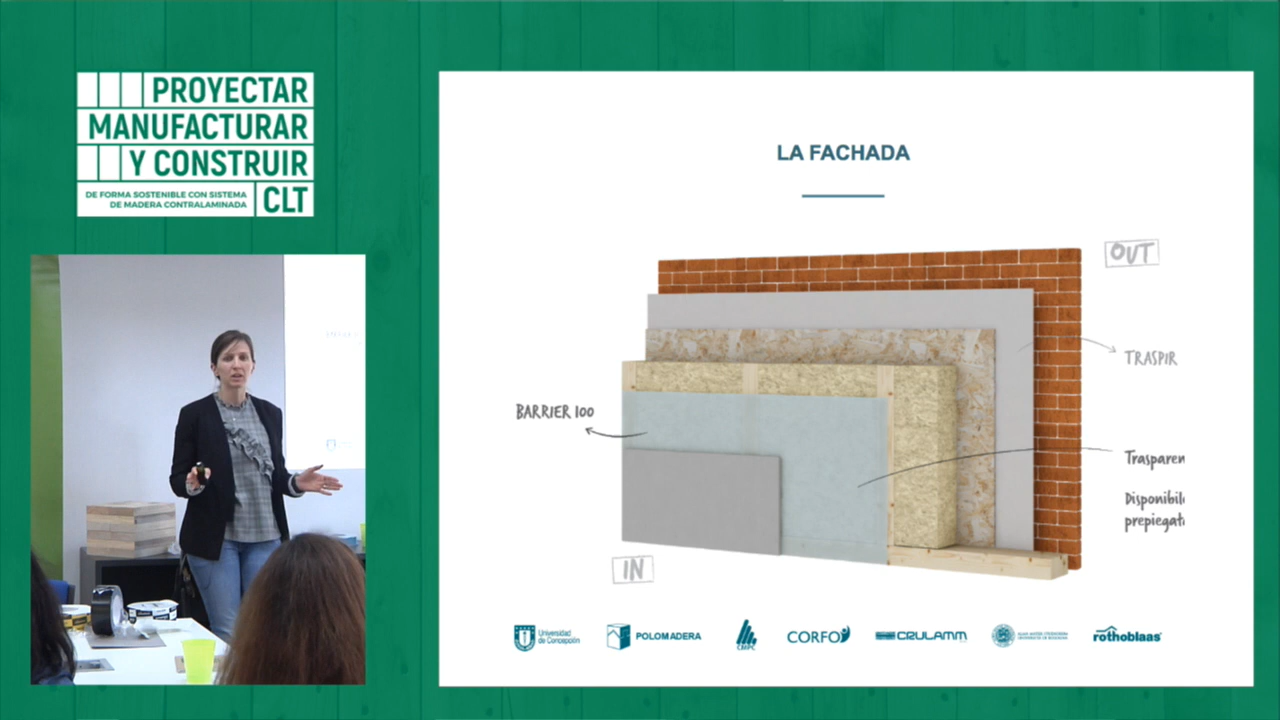 PROYECTAR
MANUFACTURAR
Y CONSTRUIR
DE FORMA SOSTENIBLE CON SISTEMA
DE MADERA CONTRALAMINADA
CLT
LA FACHADA
OUT
TRASPIR
BARRIER 100
Trasparen
Disponibil
prepiegat
IN
Universidad
de Concepción
POLOMADERA
CMPC
CORFO
CRULAMM
rothoblaas